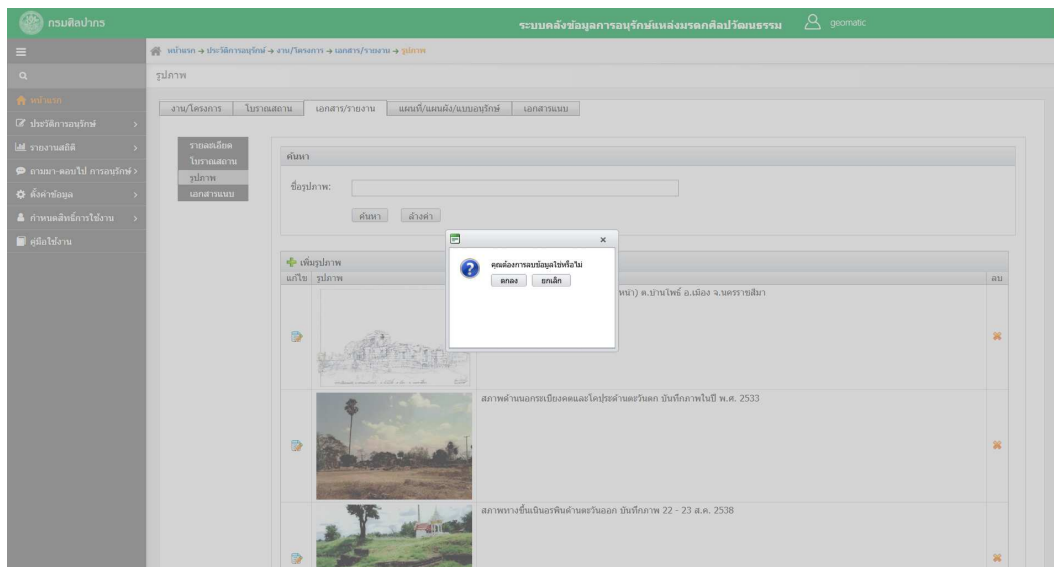 กรมศิลปากร
ระบบคลังข้อมูลการอนุรักษ์แหล่งมรดกศิลปวัฒนธรรม
geomatic
หน้าแรก → ประวัติการอนุรักษ์ → งาน/โครงการ → เอกสาร/รายงาน → รูปภาพ
รูปภาพ
หน้าแรก
ประวัติการอนุรักษ์ >
รายงานสถิติ >
ถามมา-ตอบไป การอนุรักษ์ >
ตั้งค่าข้อมูล >
กำหนดสิทธิ์การใช้งาน >
คู่มือใช้งาน
งาน/โครงการ โบราณสถาน เอกสาร/รายงาน แผนที่/แผนผัง/แบบอนุรักษ์ เอกสารแนบ
รายละเอียด
โบราณสถาน
รูปภาพ
เอกสารแนบ
ค้นหา
ชื่อรูปภาพ:
ค้นหา ล้างค่า
คุณต้องการลบข้อมูลใช่หรือไม่
ตกลง ยกเลิก
เพิ่มรูปภาพ
แก้ไข รูปภาพ ลบ
หน้า) ต.บ้านโพธิ์ อ.เมือง จ.นครราชสีมา
สภาพด้านนอกระเบียงคดและโคปุระด้านตะวันตก บันทึกภาพในปี พ.ศ. 2533
สภาพทางขึ้นเนินอรพิมด้านตะวันออก บันทึกภาพ 22 - 23 ส.ค. 2538